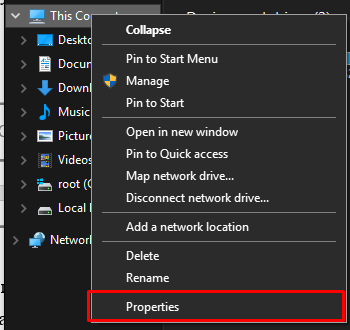 This Co
Collapse
Deskto
Pin to Start Menu
Docum
Manage
Downl
Pin to Start
Music
Open in new window
Picture
Pin to Quick access
Videos
Map network drive...
root (
Disconnect network drive...
Local
Add a network location
Networ
Delete
Rename
Properties